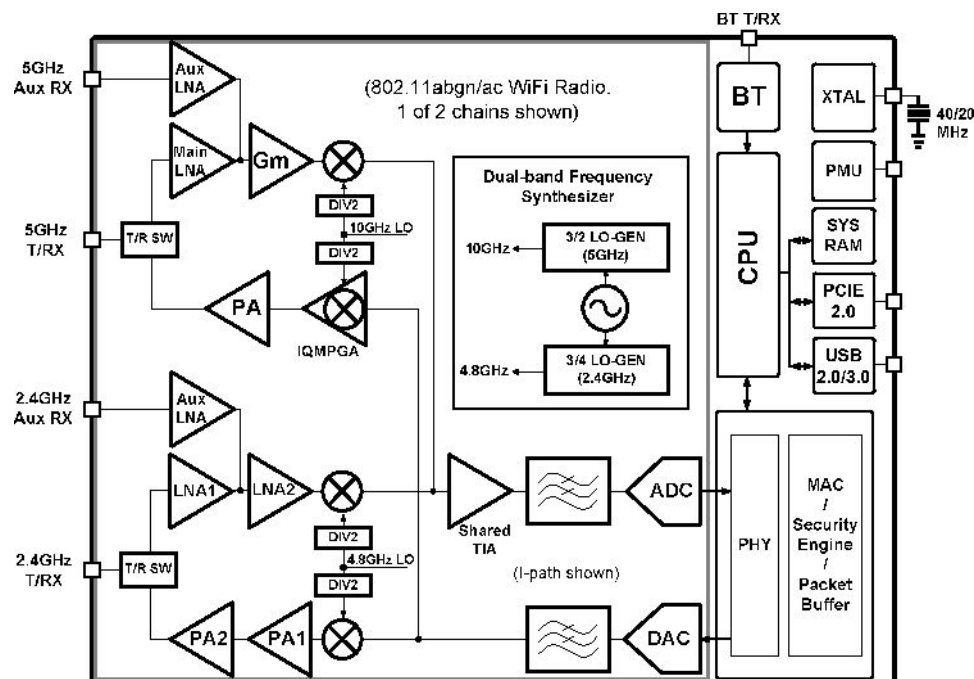 BT T/RX
5GHz
Aux RX
Aux
LNA
(802.11abgn/ac WiFi Radio.
1 of 2 chains shown)
BT
XTAL
40/20
MHz
Main
LNA
Gm
Dual-band Frequency
Synthesizer
PMU
DIV2
5GHz
T/RX
T/R SW
10GHz LO
DIV2
10GHz
3/2 LO-GEN
(5GHz)
CPU
SYS
RAM
PA
IQMPGA
PCIE
2.0
4.8GHz
3/4 LO-GEN
(2.4GHz)
USB
2.0/3.0
2.4GHz
Aux RX
Aux
LNA
LNA1
LNA2
Shared
TIA
ADC
PHY
MAC
/
Security
Engine
/
Packet
Buffer
DIV2
2.4GHz
T/RX
T/R SW
4.8GHz LO
DIV2
(I-path shown)
PA2
PA1
DAC